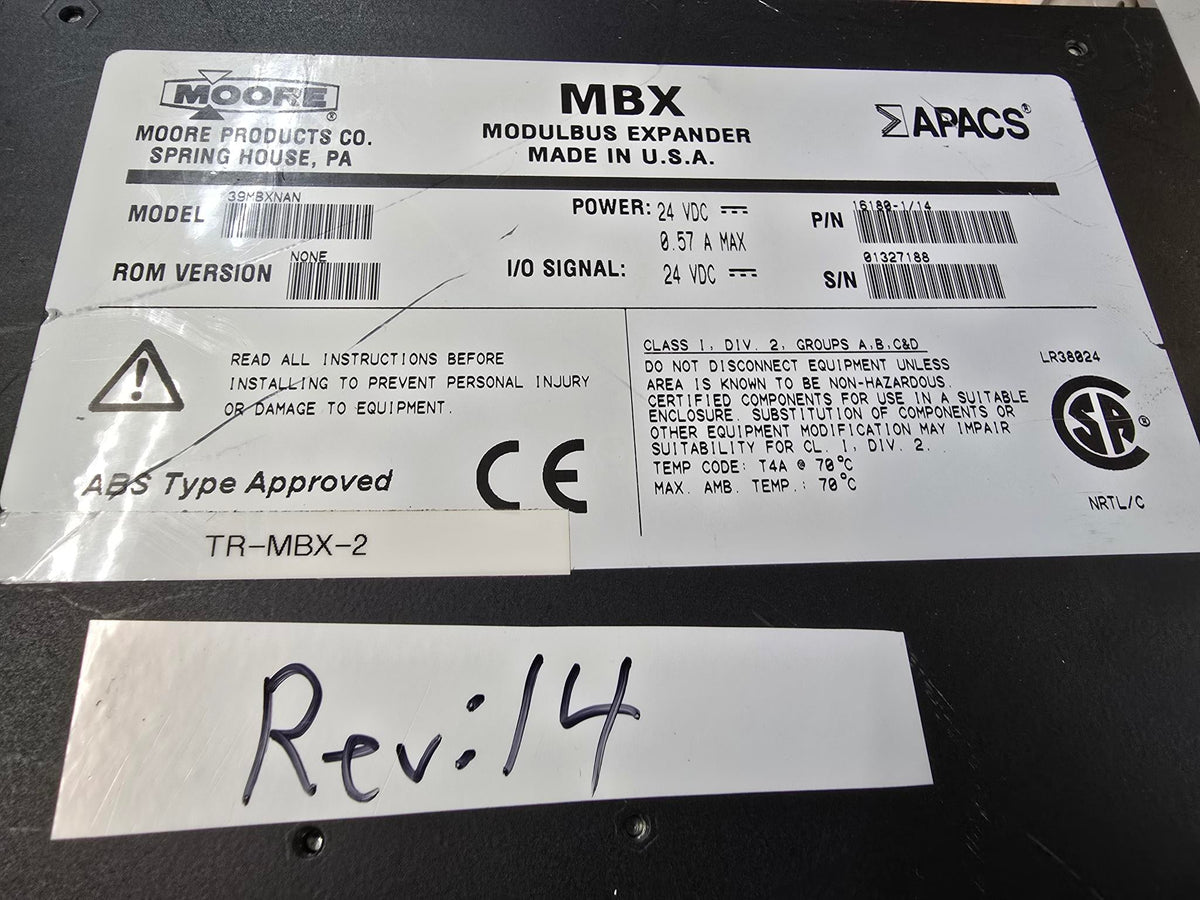 MOORE ®
MOORE PRODUCTS CO.
SPRING HOUSE, PA
MBX
MODULBUS EXPANDER
MADE IN U.S.A.
APACS®
MODEL 39MBXNAN
ROM VERSION NONE
POWER: 24 VDC
0.57 A MAX
I/O SIGNAL: 24 VDC
P/N 16180-1/14
S/N 01327188
READ ALL INSTRUCTIONS BEFORE
INSTALLING TO PREVENT PERSONAL INJURY
OR DAMAGE TO EQUIPMENT.
ABS Type Approved
CE
CLASS I, DIV. 2, GROUPS A,B,C&D
DO NOT DISCONNECT EQUIPMENT UNLESS
AREA IS KNOWN TO BE NON-HAZARDOUS.
CERTIFIED COMPONENTS FOR USE IN A SUITABLE
ENCLOSURE. SUBSTITUTION OF COMPONENTS OR
OTHER EQUIPMENT MODIFICATION MAY IMPAIR
SUITABILITY FOR CL. I, DIV. 2.
TEMP CODE: T4A @ 70°C
MAX. AMB. TEMP.: 70°C
LR38024
SA ®
NRTL/C
TR-MBX-2
Rev:14